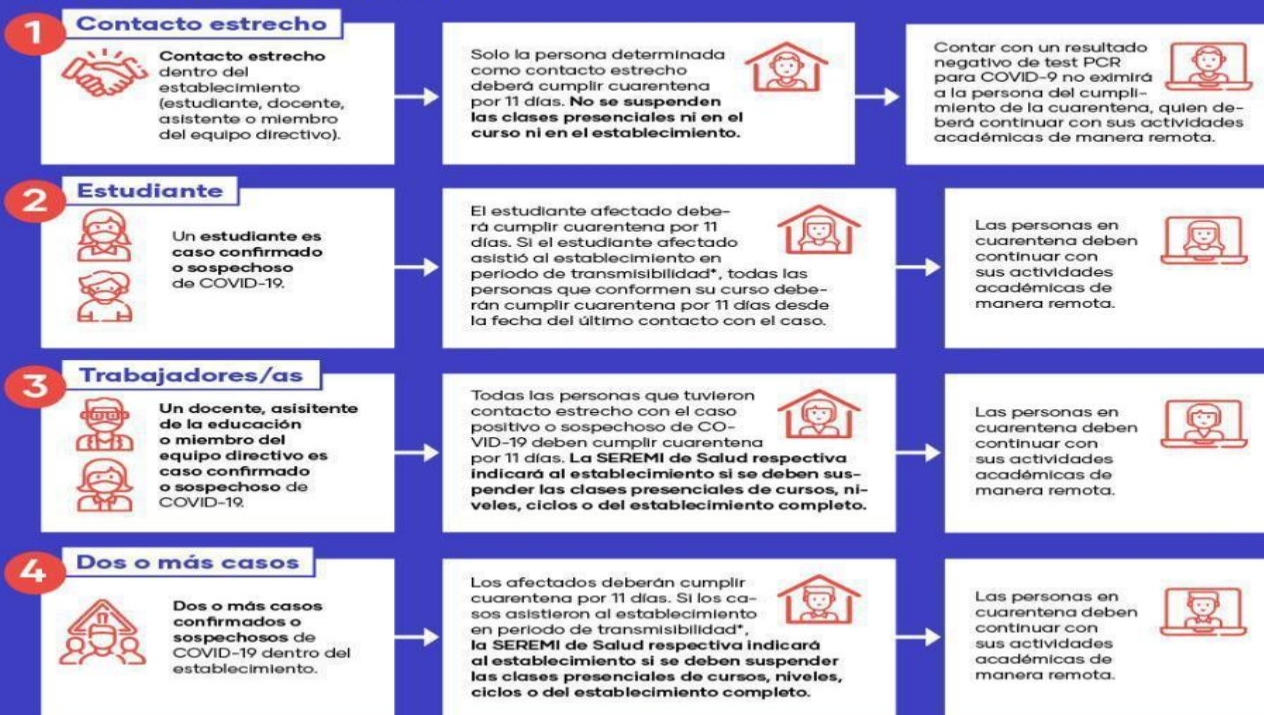 1
Contacto estrecho
Contacto estrecho
dentro del
establecimiento
(estudiante, docente,
asistente o miembro
del equipo directivo).
Solo la persona determinada
como contacto estrecho
deberá cumplir cuarentena
por 11 días. No se suspenden
las clases presenciales ni en el
curso ni en el establecimiento.
Contar con un resultado
negativo de test PCR
para COVID-9 no eximirá
a la persona del cumpli-
miento de la cuarentena, quien de-
berá continuar con sus actividades
académicas de manera remota.
2
Estudiante
Un estudiante es
caso confirmado
o sospechoso
de COVID-19.
El estudiante afectado debe-
rá cumplir cuarentena por 11
días. Si el estudiante afectado
asistió al establecimiento en
periodo de transmisibilidad*, todas las
personas que conformen su curso debe-
rán cumplir cuarentena por 11 días desde
la fecha del último contacto con el caso.
Las personas en
cuarentena deben
continuar con
sus actividades
académicas de
manera remota.
3
Trabajadores/as
Un docente, asisitente
de la educación
o miembro del
equipo directivo es
caso confirmado
o sospechoso de
COVID-19.
Todas las personas que tuvieron
contacto estrecho con el caso
positivo o sospechoso de CO-
VID-19 deben cumplir cuarentena
por 11 días. La SEREMI de Salud respectiva
indicará al establecimiento si se deben sus-
pender las clases presenciales de cursos, ni-
veles, ciclos o del establecimiento completo.
Las personas en
cuarentena deben
continuar con
sus actividades
académicas de
manera remota.
4
Dos o más casos
Dos o más casos
confirmados o
sospechosos de
COVID-19 dentro del
establecimiento.
Los afectados deberán cumplir
cuarentena por 11 días. Si los ca-
sos asistieron al establecimiento
en periodo de transmisibilidad*,
la SEREMI de Salud respectiva indicará
al establecimiento si se deben suspender
las clases presenciales de cursos, niveles,
ciclos o del establecimiento completo.
Las personas en
cuarentena deben
continuar con
sus actividades
académicas de
manera remota.